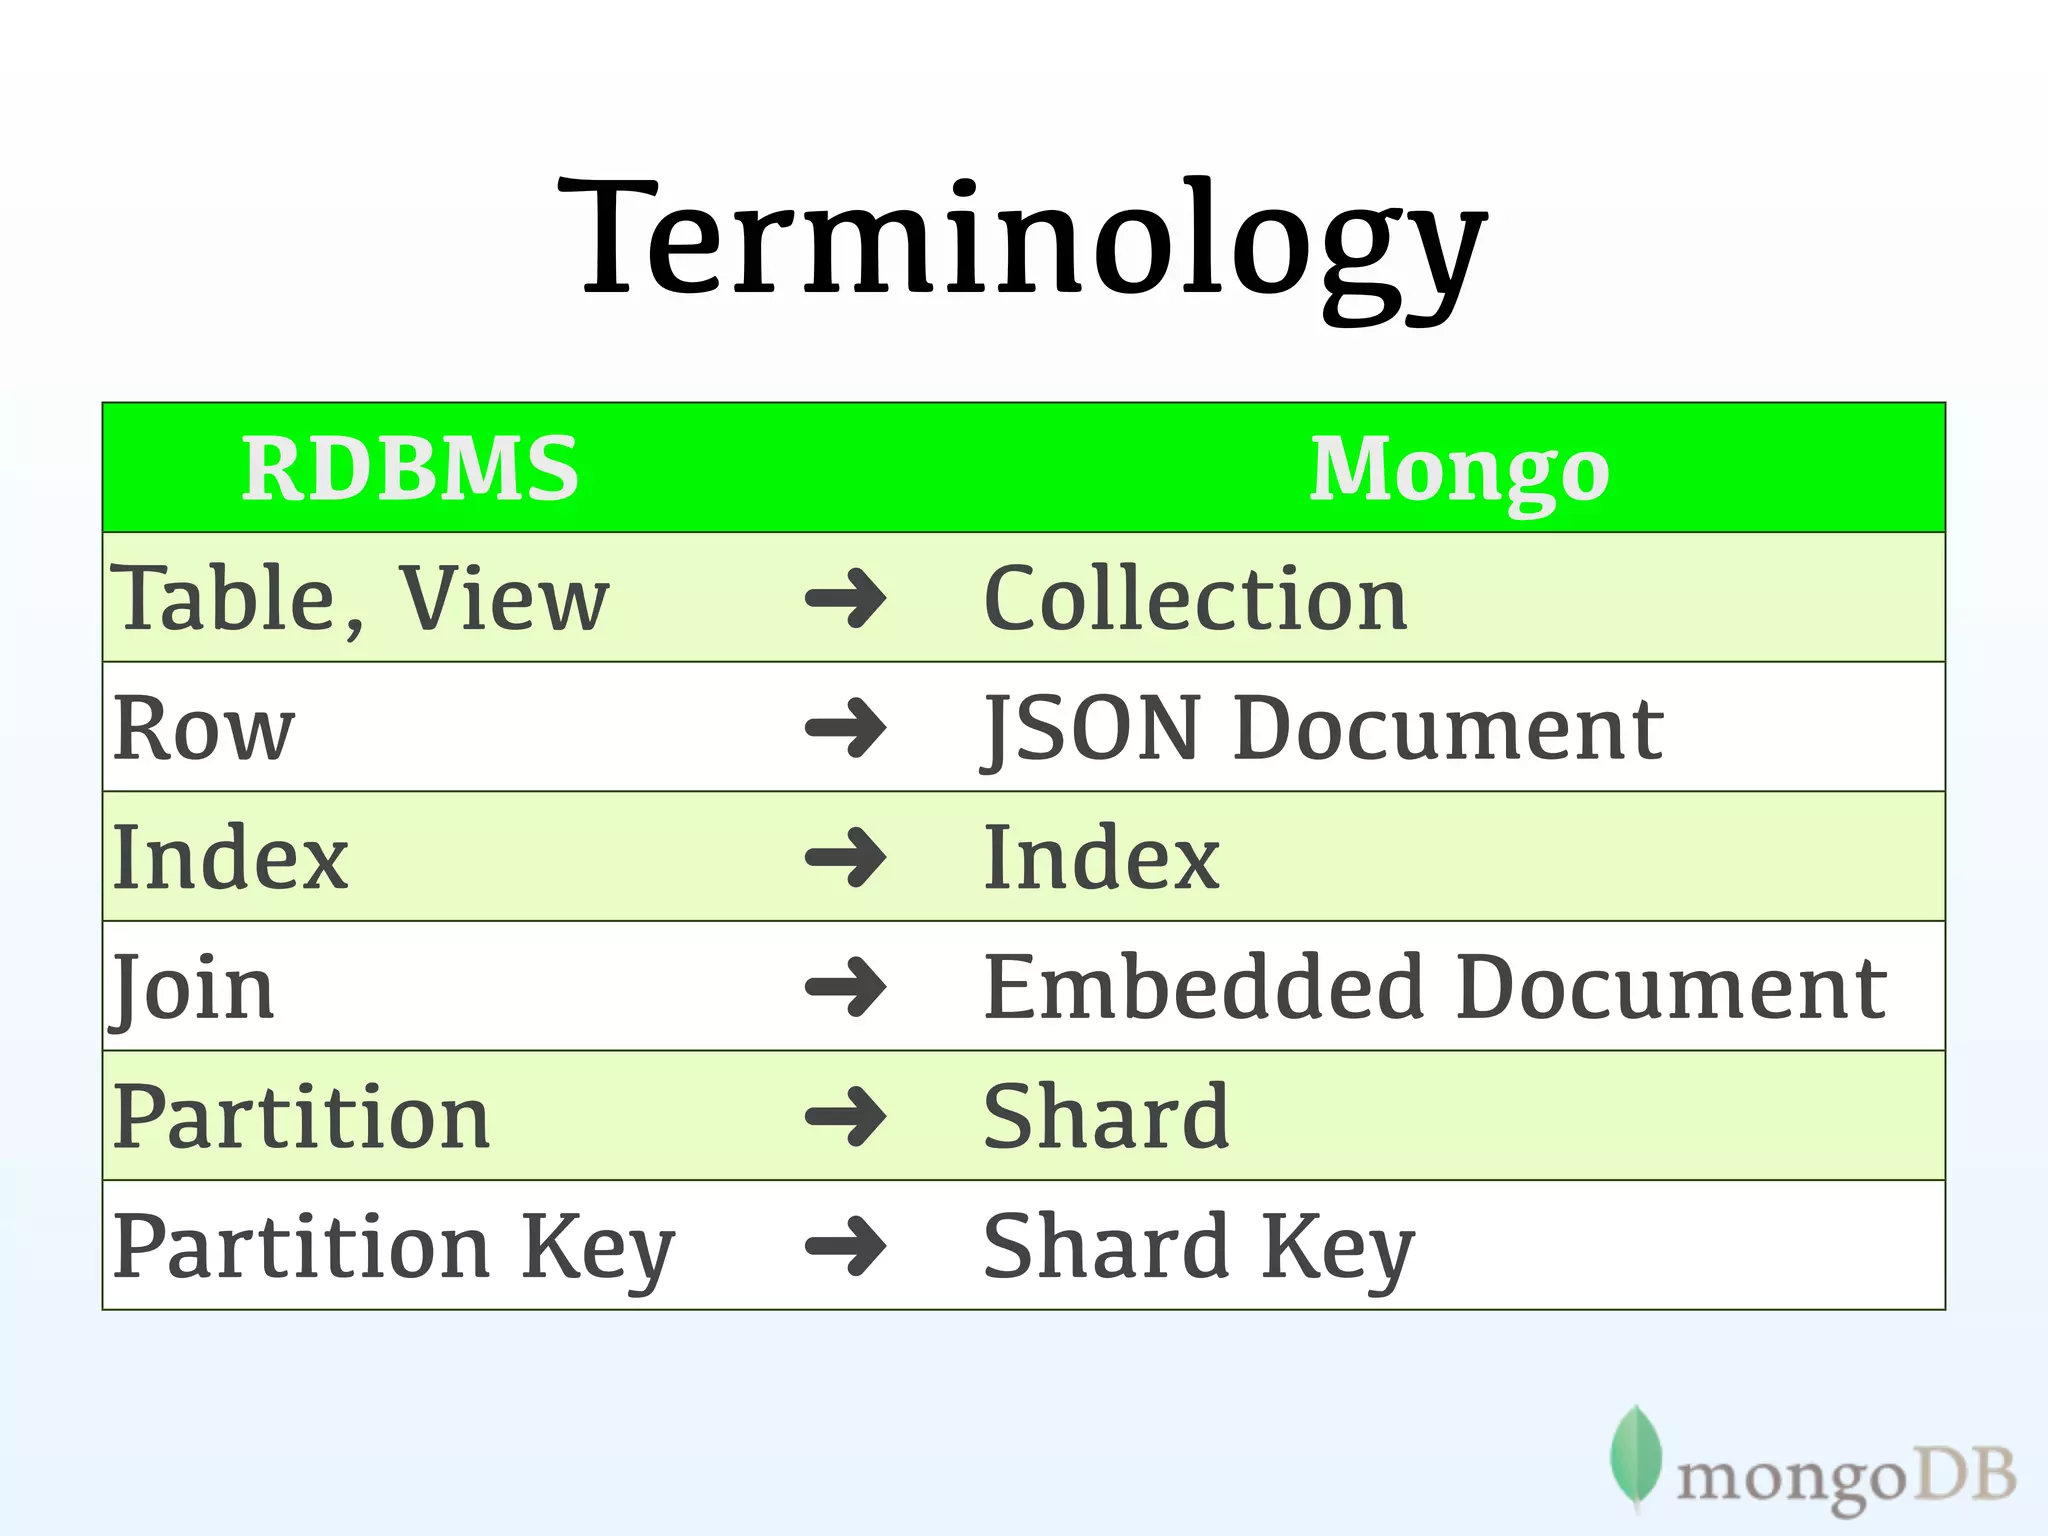 Terminology
RDBMS Mongo
Table, View ➜ Collection
Row ➜ JSON Document
Index ➜ Index
Join ➜ Embedded Document
Partition ➜ Shard
Partition Key ➜ Shard Key
mongoDB